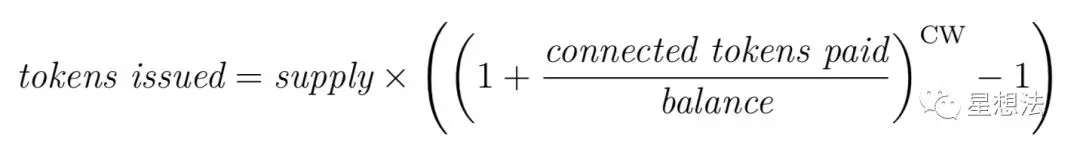 tokens issued = supply × ((1 + connected tokens paid / balance)^CW − 1)
星想法